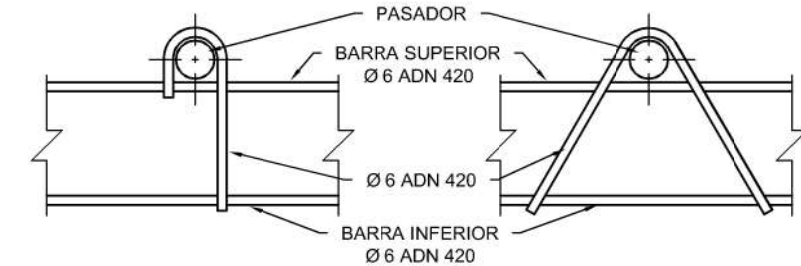 PASADOR
BARRA SUPERIOR
Ø 6 ADN 420
Ø 6 ADN 420
BARRA INFERIOR
Ø 6 ADN 420